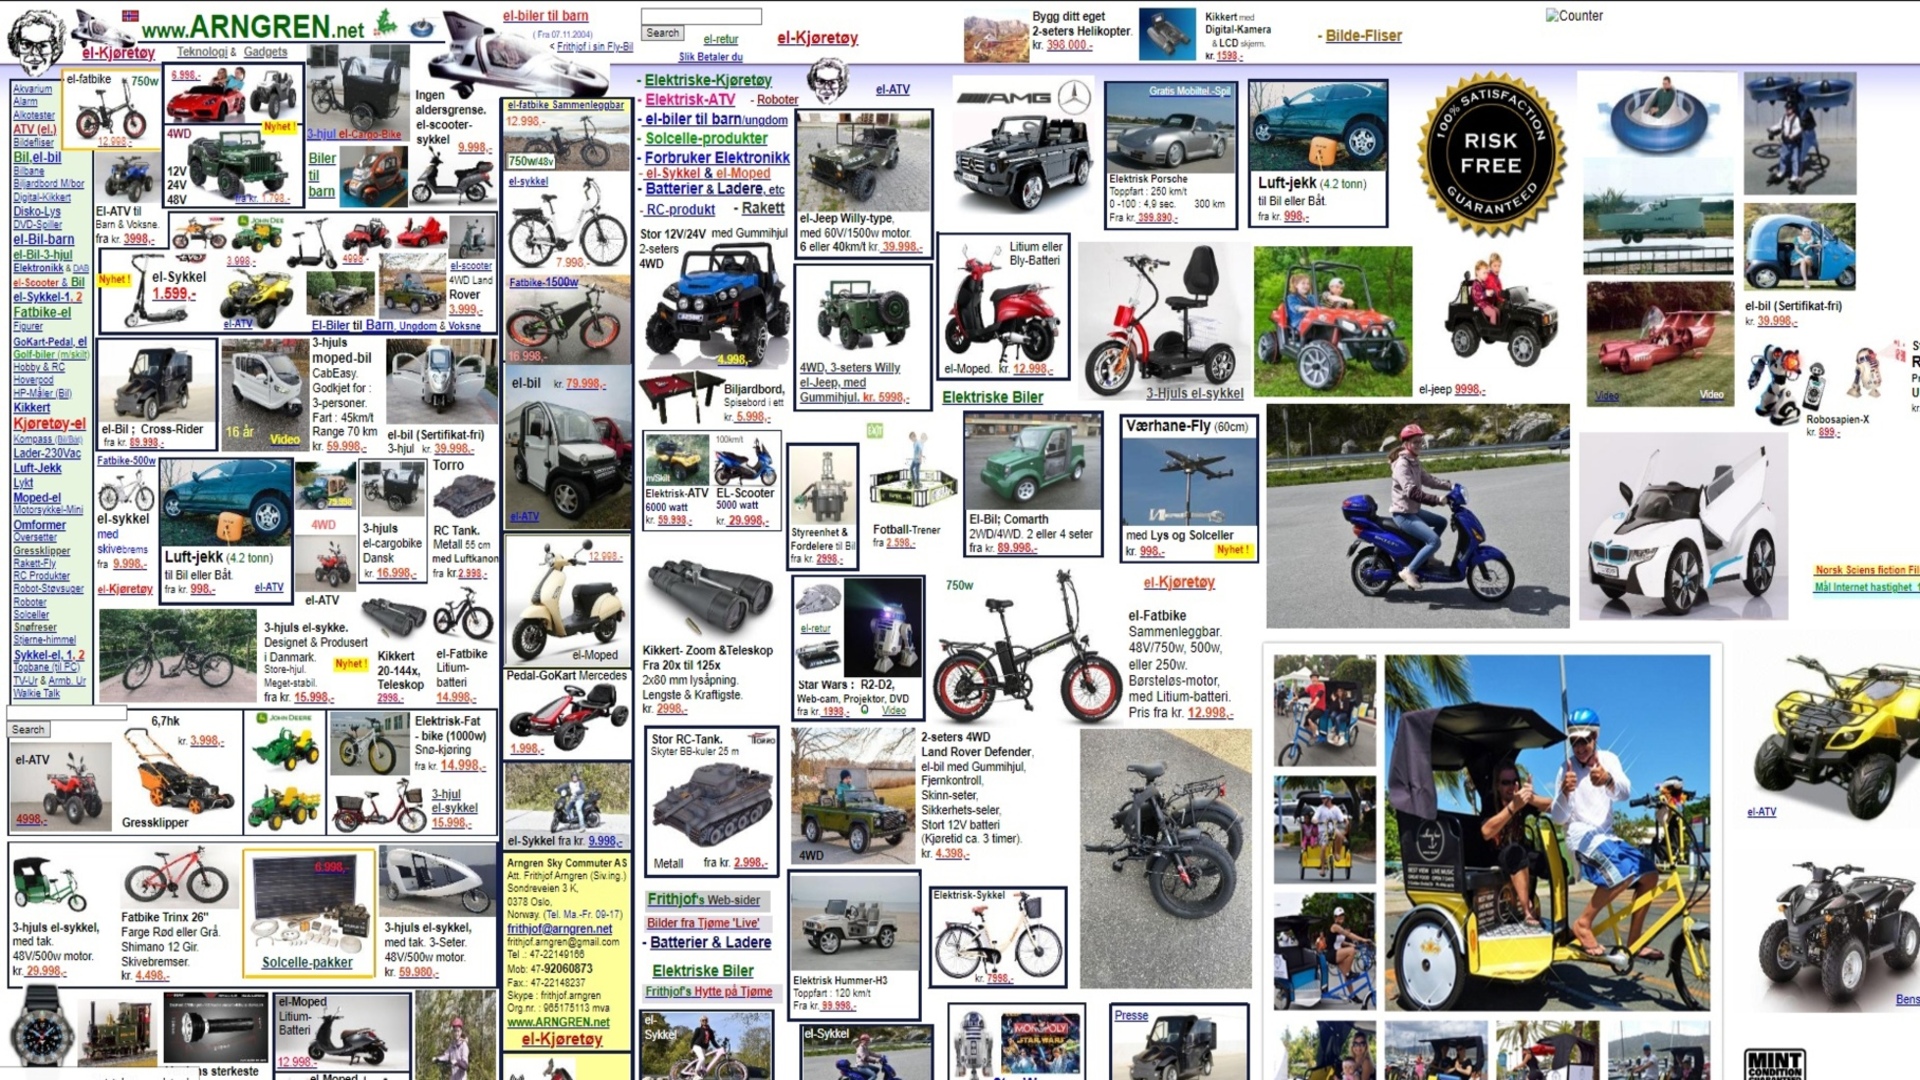 www.ARNGREN.net
el-Kjøretøy
Teknologi & Gadgets
el-biler til barn
( Fra 07.11.2004)
< Frithjof i sin Fly-Bil
Search
el-retur
Slik Betaler du
el-Kjøretøy
Bygg ditt eget
2-seters Helikopter.
kr. 398 000.-
Kikkert med
Digital-Kamera
& LCD skjerm.
kr. 1598,-
- Bilde-Fliser
Counter
Akvarium
Alarm
Alkotester
ATV (el.)
Bildefliser
Bil,el-bil
Bilbane
Biljardbord M/bor
Digital-Kikkert
Disko-Lys
DVD-Spiller
el-Bil-barn
el-Bil-3-hjul
Elektronikk & DAB
el-Scooter & Bil
el-Sykkel-1, 2
Fatbike-el
Figurer
GoKart-Pedal, el
Golf-biler (m/skilt)
Hobby & RC
Hoverpod
HP-Måler (Bil)
Kikkert
Kjøretøy-el
Kompass (Bil/Båt)
Lader-230Vac
Luft-Jekk
Lykt
Moped-el
Motorsykkel-Mini
Omformer
Oversetter
Gressklipper
Rakett-Fly
RC Produkter
Robot-Støvsuger
Roboter
Solceller
Snøfreser
Stjerne-himmel
Sykkel-el, 1, 2
Togbane (til PC)
TV-Ur & Armb. Ur
Walkie Talk
Search
el-fatbike 750w
12.998,-
6.998,-
4WD
Nyhet !
12V
24V
48V
fra kr. 1.798,-
3-hjul el-Cargo-Bike
Biler
til
barn
Ingen
aldersgrense.
el-scooter-
sykkel 9.998,-
El-ATV til
Barn & Voksne.
fra kr. 3998,-
JOHN DEERE
3.998,-
4998,-
el-scooter
4WD Land
Rover
3.999,-
Nyhet !
el-Sykkel
1.599,-
el-ATV
El-Biler til Barn, Ungdom & Voksne
el-Bil ; Cross-Rider
fra kr. 89.998,-
16 år
Video
3-hjuls
moped-bil
CabEasy.
Godkjet for :
3-personer.
Fart : 45km/t
Range 70 km
kr. 59.998,-
el-bil (Sertifikat-fri)
3-hjul kr. 39.998,-
Fatbike-500w
el-sykkel
med
skivebrems
fra 9.998,-
el-Kjøretøy
Luft-jekk (4.2 tonn)
til Bil eller Båt.
fra kr. 998,-
el-ATV
79.998
4WD
el-ATV
3-hjuls
el-cargobike
Dansk
kr. 16.998,-
Torro
RC Tank.
Metall 55 cm
med Luftkanon
fra kr.2.998,-
3-hjuls el-sykke.
Designet & Produsert
i Danmark.
Store-hjul.
Meget-stabil.
fra kr. 15.998,-
Nyhet !
Kikkert
20-144x,
Teleskop
2998,-
el-Fatbike
Litium-
batteri
14.998,-
el-ATV
4998,-
6,7hk
kr. 3.998,-
Gressklipper
JOHN DEERE
Elektrisk-Fat
- bike (1000w)
Snø-kjøring
fra kr. 14.998,-
3-hjul
el-sykkel
15.998,-
3-hjuls el-sykkel,
med tak.
48V/500w motor.
kr. 29.998,-
Fatbike Trinx 26"
Farge Rød eller Grå.
Shimano 12 Gir.
Skivebremser.
kr. 4.498,-
6.998,-
Solcelle-pakker
3-hjuls el-sykkel,
med tak. 3-Seter.
48V/500w motor.
kr. 59.980,-
el-Moped
Litium-
Batteri
12.998,-
sterkeste
el-fatbike Sammenleggbar
12.998,-
750w/48v
el-sykkel
7.998,-
Fatbike-1500w
16.998,-
el-bil kr. 79.998,-
el-ATV
12.998,-
el-Moped
Pedal-GoKart Mercedes
1.998,-
el-Sykkel fra kr. 9.998,-
Arngren Sky Commuter AS
Att. Frithjof Arngren (Siv.ing.)
Sondreveien 3 K,
0378 Oslo,
Norway. (Tel. Ma.-Fr. 09-17)
frithjof@arngren.net
frithjof.arngren@gmail.com
Tel .: 47-22149166
Mob: 47-92060873
Fax.: 47-22148237
Skype : frithjof.arngren
Org.nr. : 965175113 mva
www.ARNGREN.net
el-Kjøretøy
- Elektriske-Kjøretøy
- Elektrisk-ATV - Roboter
- el-biler til barn/ungdom
- Solcelle-produkter
- Forbruker Elektronikk
- el-Sykkel & el-Moped
- Batterier & Ladere, etc
- RC-produkt - Rakett
Stor 12V/24V med Gummihjul
2-seters
4WD
4.998,-
Biljardbord,
Spisebord i ett
kr. 5.998,-
m/Skilt
100km/t
Elektrisk-ATV
6000 watt
kr. 59.998,-
EL-Scooter
5000 watt
kr. 29.998,-
Kikkert- Zoom &Teleskop
Fra 20x til 125x
2x80 mm lysåpning.
Lengste & Kraftigste.
kr. 2998,-
Stor RC-Tank.
Skyter BB-kuler 25 m
TORRO
Metall fra kr. 2.998,-
Frithjof's Web-sider
Bilder fra Tjøme 'Live'
- Batterier & Ladere
Elektriske Biler
Frithjof's Hytte på Tjøme
el-
Sykkel
el-ATV
el-Jeep Willy-type,
med 60V/1500w motor.
6 eller 40km/t kr. 39.998,-
4WD, 3-seters Willy
el-Jeep, med
Gummihjul. kr. 5998,-
Styreenhet &
Fordelere til Bil
fra kr. 2998,-
EXIT
Fotball-Trener
fra 2.598,-
el-retur
Star Wars : R2-D2,
Web-cam, Projektor, DVD
fra kr. 1998,- Video
4WD
2-seters 4WD
Land Rover Defender,
el-bil med Gummihjul,
Fjernkontroll,
Skinn-seter,
Sikkerhets-seler,
Stort 12V batteri
(Kjøretid ca. 3 timer).
kr. 4.398,-
Elektrisk Hummer-H3
Toppfart : 120 km/t
Fra kr. 99.998,-
el-Sykkel
AMG
Litium eller
Bly-Batteri
el-Moped. kr. 12.998,-
Elektriske Biler
El-Bil; Comarth
2WD/4WD. 2 eller 4 seter
fra kr. 89.998,-
750w
el-Fatbike
Sammenleggbar.
48V/750w, 500w,
eller 250w.
Børsteløs-motor,
med Litium-batteri.
Pris fra kr. 12.998,-
Elektrisk-Sykkel
kr. 7998,-
MONOPOLY
STAR WARS
Presse
Gratis Mobiltel.-Spil
Elektrisk Porsche
Toppfart : 250 km/t
0 -100 : 4,9 sec. 300 km
Fra kr. 399.890,-
Luft-jekk (4.2 tonn)
til Bil eller Båt.
fra kr. 998,-
3-Hjuls el-sykkel
Værhane-Fly (60cm)
med Lys og Solceller
kr. 998,- Nyhet !
el-Kjøretøy
100% SATISFACTION
RISK
FREE
GUARANTEED
el-jeep 9998,-
Video
Video
el-bil (Sertifikat-fri)
kr. 39.998,-
Robosapien-X
kr. 899,-
Norsk Sciens fiction Fil
Mål Internet hastighet
el-ATV
Bens
MINT
CONDITION
GUARANTEE